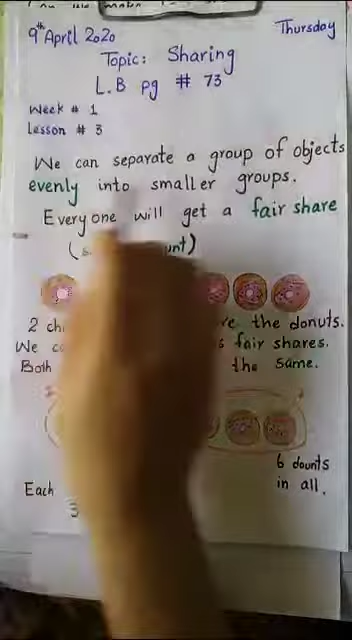 9th April 2020
Thursday
Topic: Sharing
L.B pg # 73
Week # 1
Lesson # 3
We can separate a group of objects
evenly into smaller groups.
Everyone will get a fair share
2 the donuts.
We fair shares.
Both the same.
6 dounts
Each in all.
3